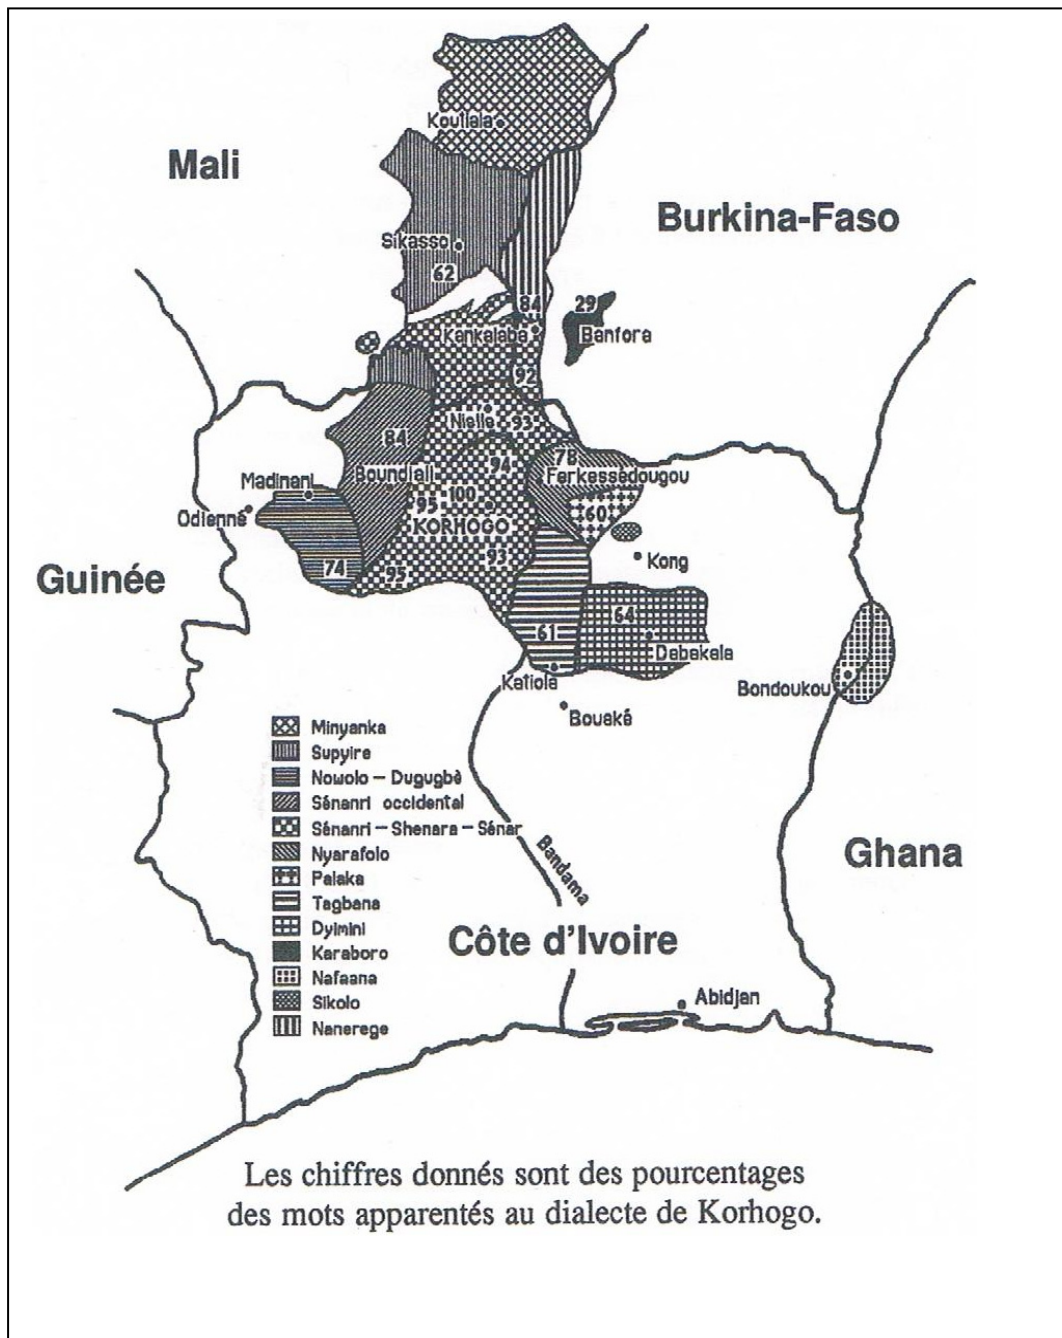 Koutiala
Mali
Burkina-Faso
Sikasso
62
84
29
Kankalaba
Banfora
92
Nielle
93
84
78
94
Ferkessédougou
Boundiali
Madinani
100
95
60
Odienné
KORHOGO
93
Kong
Guinée
74
95
64
61
Dabakala
Katiola
Bondoukou
Bouaké
Minyanka
Supyire
Nowolo – Dugugbè
Sénanri occidental
Sénanri – Shenara – Sénar
Nyarafolo
Palaka
Tagbana
Dyimini
Karaboro
Nafaana
Sikolo
Nanerege
Bandama
Ghana
Côte d'Ivoire
Abidjan
Les chiffres donnés sont des pourcentages
des mots apparentés au dialecte de Korhogo.